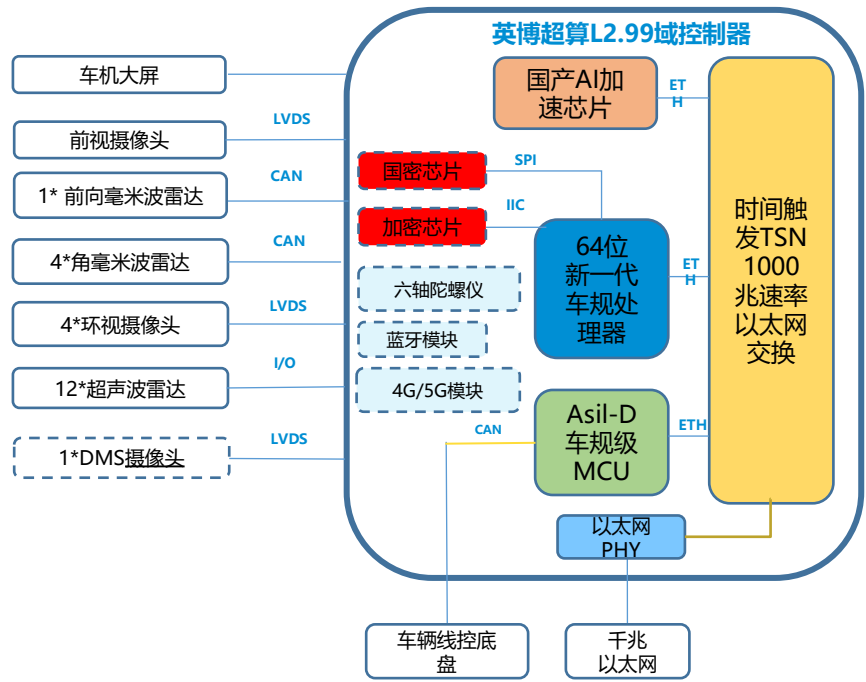 英博超算L2.99域控制器
车机大屏
前视摄像头
LVDS
1* 前向毫米波雷达
CAN
4*角毫米波雷达
CAN
4*环视摄像头
LVDS
12*超声波雷达
I/O
1*DMS摄像头
LVDS
国产AI加
速芯片
ET
H
国密芯片
SPI
加密芯片
IIC
六轴陀螺仪
蓝牙模块
4G/5G模块
64位
新一代
车规处
理器
ET
H
Asil-D
车规级
MCU
CAN
ETH
时间触
发TSN
1000
兆速率
以太网
交换
以太网
PHY
车辆线控底
盘
千兆
以太网